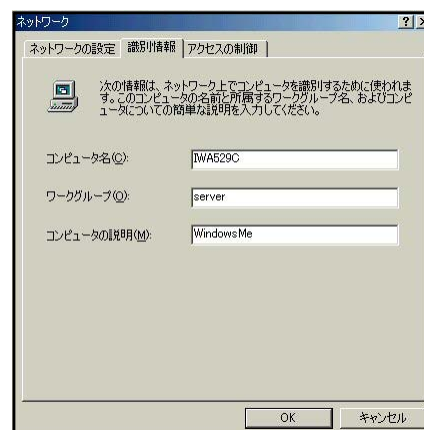 ネットワーク
ネットワークの設定 識別情報 アクセスの制御
次の情報は、ネットワーク上でコンピュータを識別するために使われま
す。このコンピュータの名前と所属するワークグループ名、およびコンピ
ュータについての簡単な説明を入力してください。
コンピュータ名(C): IWA529C
ワークグループ(O): server
コンピュータの説明(M): WindowsMe
OK キャンセル